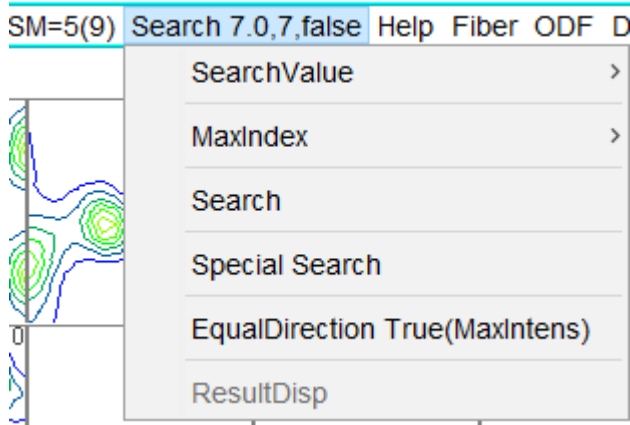 SM=5(9) Search 7.0,7,false Help Fiber ODF D
SearchValue
MaxIndex
Search
Special Search
EqualDirection True(MaxIntens)
0
ResultDisp